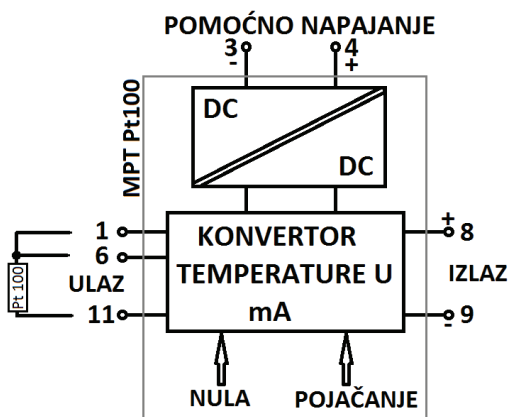 POMOĆNO NAPAJANJE
3 4
- +
MPT Pt100
DC
DC
1
6
ULAZ
11
Pt 100
KONVERTOR
TEMPERATURE U
mA
+
8
IZLAZ
9
-
NULA
POJAČANJE